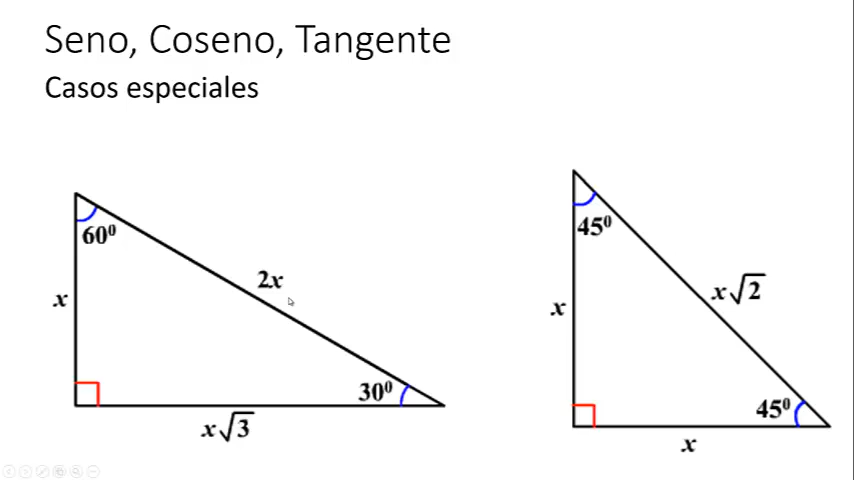 Seno, Coseno, Tangente
Casos especiales
60⁰
2x
x
30⁰
x√3
45⁰
x√2
x
45⁰
x